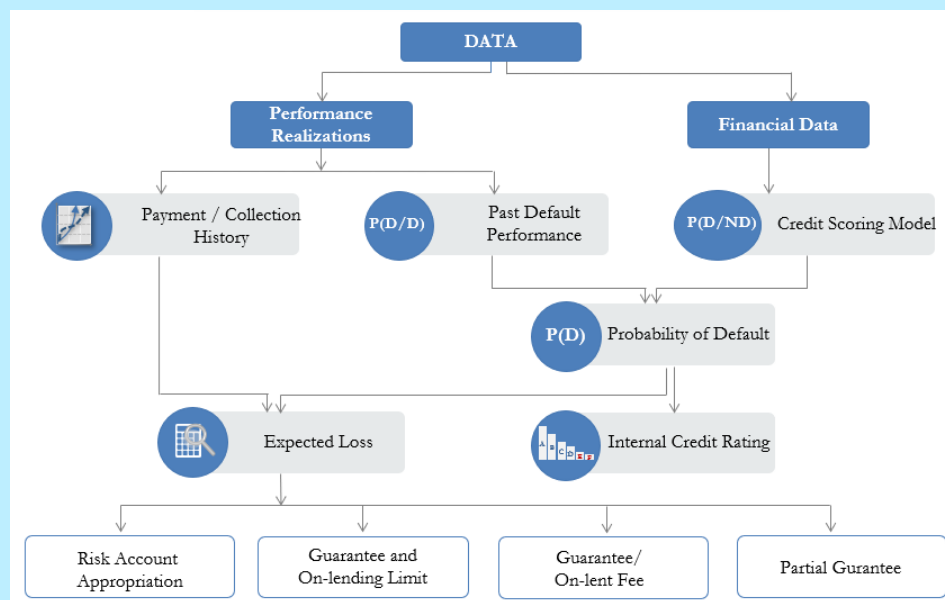 DATA
Performance
Realizations
Financial Data
Payment / Collection
History
P(D/D)
Past Default
Performance
P(D/ND)
Credit Scoring Model
P(D)
Probability of Default
Expected Loss
A
B
C
D
E
F
Internal Credit Rating
Risk Account
Appropriation
Guarantee and
On-lending Limit
Guarantee/
On-lent Fee
Partial Gurantee